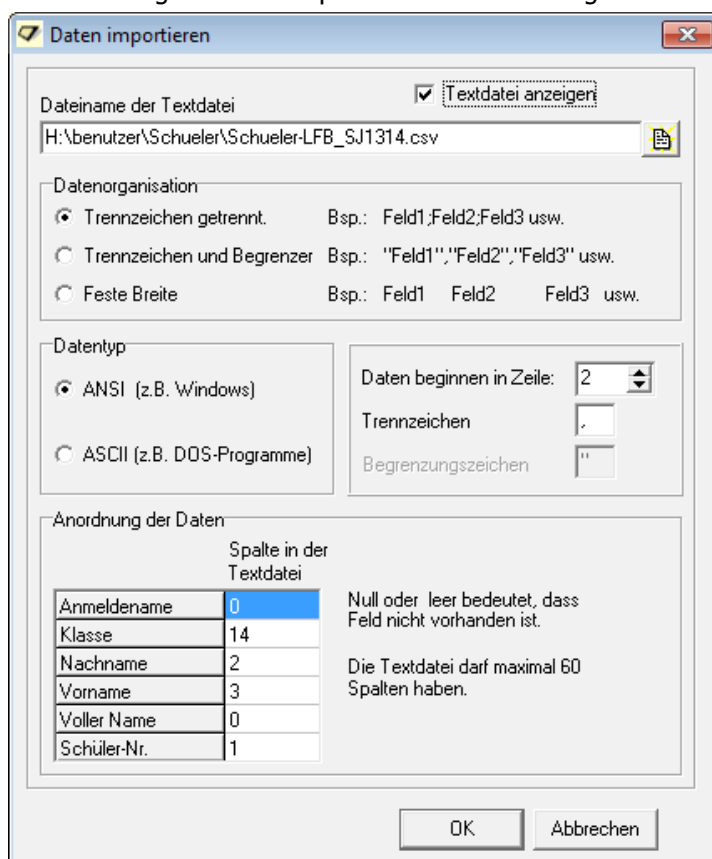 Daten importieren
Textdatei anzeigen
Dateiname der Textdatei
H:\benutzer\Schueler\Schueler-LFB_SJ1314.csv
Datenorganisation
Trennzeichen getrennt. Bsp.: Feld1;Feld2;Feld3 usw.
Trennzeichen und Begrenzer Bsp.: "Feld1","Feld2","Feld3" usw.
Feste Breite Bsp.: Feld1 Feld2 Feld3 usw.
Datentyp
ANSI (z.B. Windows)
ASCII (z.B. DOS-Programme)
Daten beginnen in Zeile: 2
Trennzeichen ,
Begrenzungszeichen "
Anordnung der Daten
Spalte in der
Textdatei
Anmeldename 0
Klasse 14
Nachname 2
Vorname 3
Voller Name 0
Schüler-Nr. 1
Null oder leer bedeutet, dass
Feld nicht vorhanden ist.
Die Textdatei darf maximal 60
Spalten haben.
OK Abbrechen